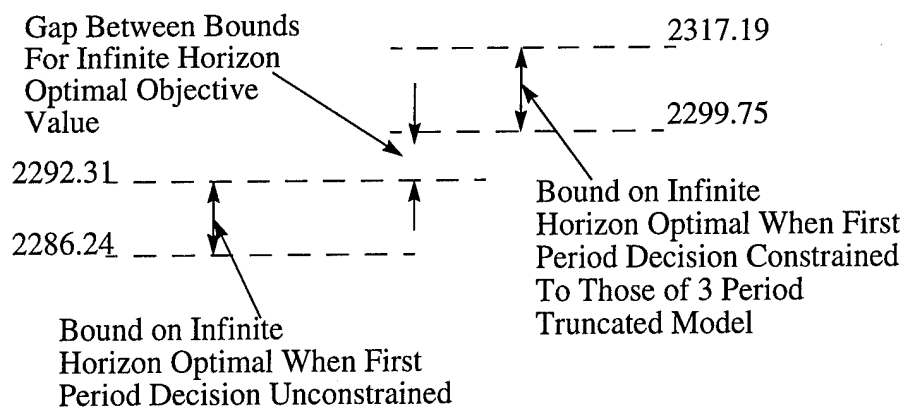 Gap Between Bounds
For Infinite Horizon
Optimal Objective
Value
2317.19
2299.75
2292.31
2286.24
Bound on Infinite
Horizon Optimal When First
Period Decision Constrained
To Those of 3 Period
Truncated Model
Bound on Infinite
Horizon Optimal When First
Period Decision Unconstrained